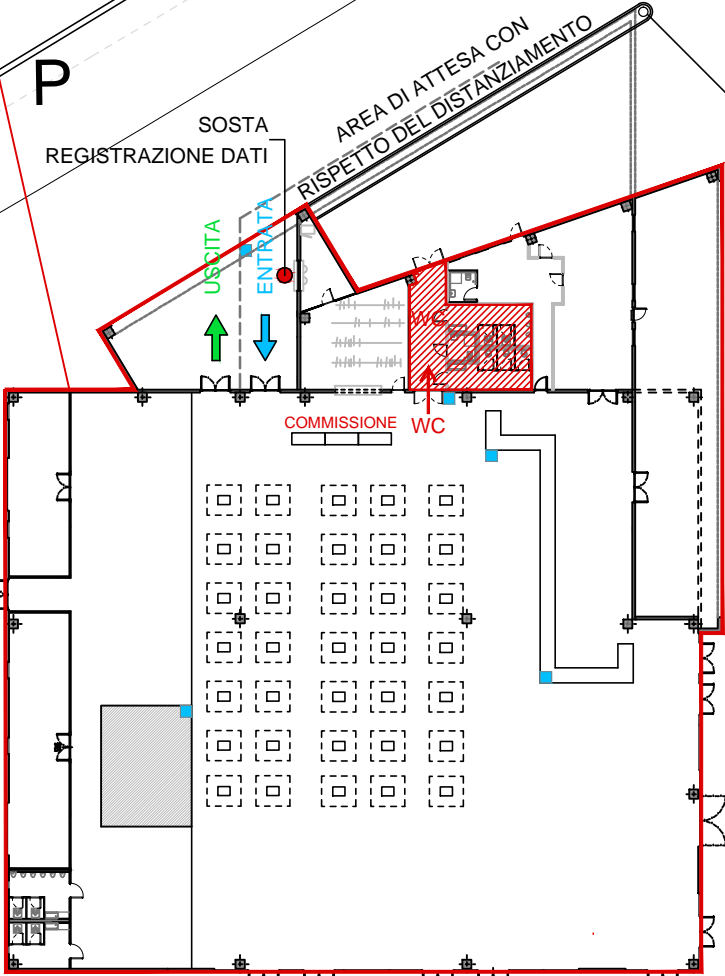 P
AREA DI ATTESA CON
RISPETTO DEL DISTANZIAMENTO
SOSTA
REGISTRAZIONE DATI
USCITA
ENTRATA
WC
COMMISSIONE
WC